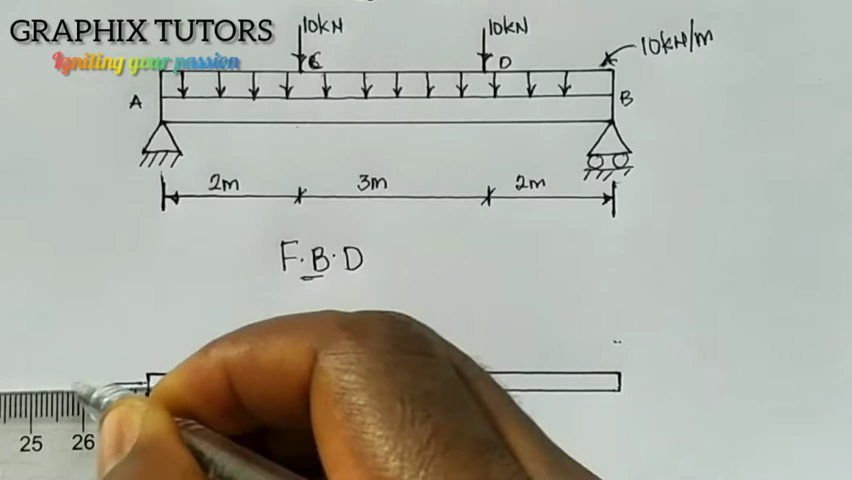 GRAPHIX TUTORS
Igniting your passion
10kN
10kN
10kN/m
C
D
A
B
2m
3m
2m
F.B.D
25
26